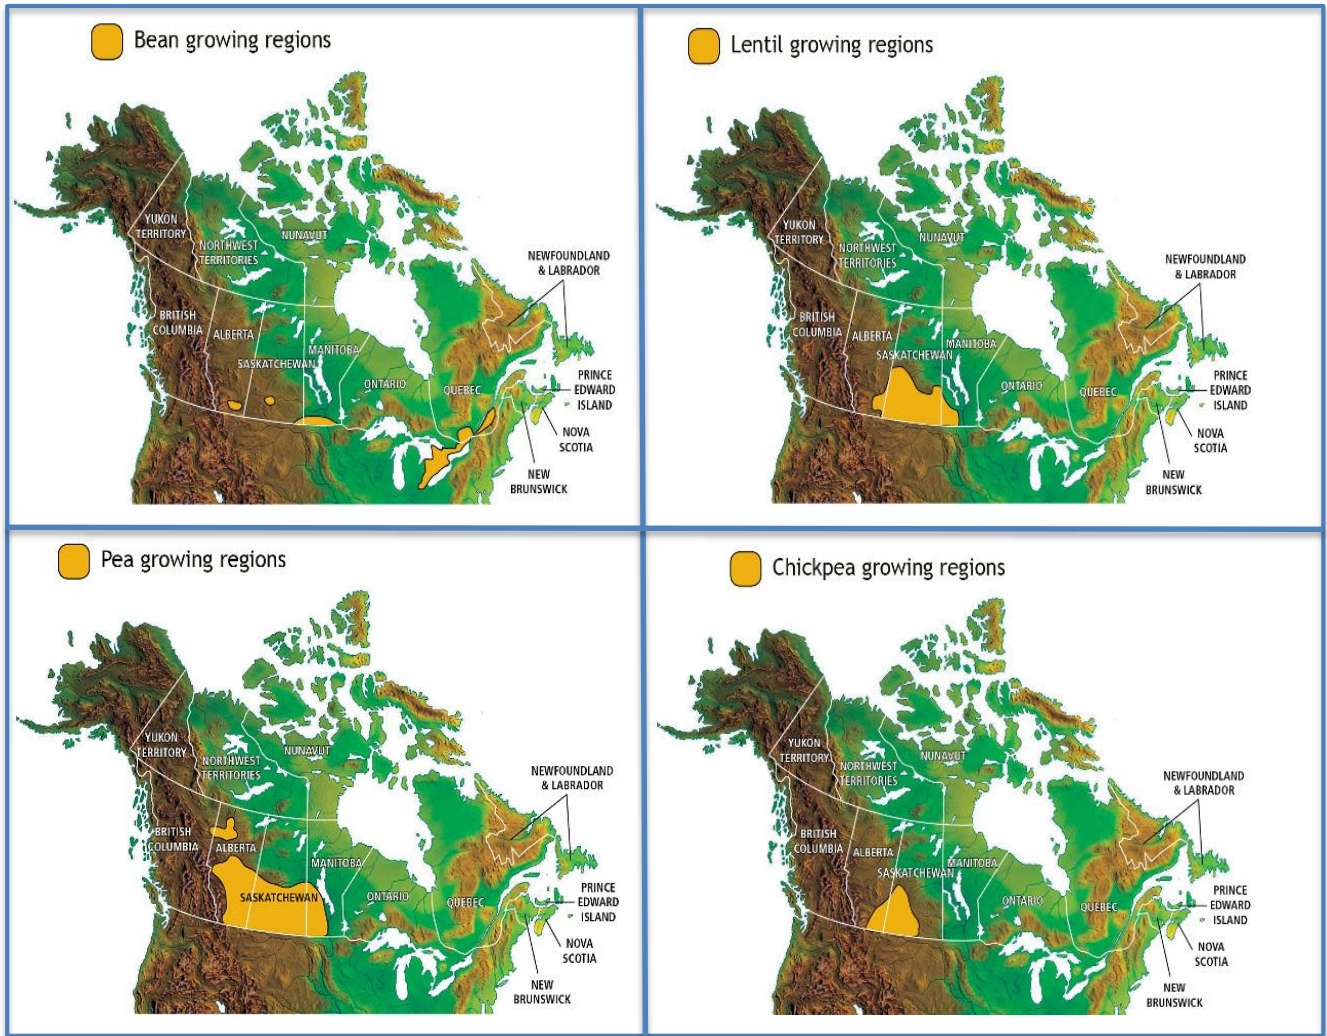 Bean growing regions
YUKON
TERRITORY
NORTHWEST
TERRITORIES
NUNAVUT
NEWFOUNDLAND
& LABRADOR
BRITISH
COLUMBIA
ALBERTA
SASKATCHEWAN
MANITOBA
ONTARIO
QUEBEC
PRINCE
EDWARD
ISLAND
NOVA
SCOTIA
NEW
BRUNSWICK
Lentil growing regions
YUKON
TERRITORY
NORTHWEST
TERRITORIES
NUNAVUT
NEWFOUNDLAND
& LABRADOR
BRITISH
COLUMBIA
ALBERTA
SASKATCHEWAN
MANITOBA
ONTARIO
QUEBEC
PRINCE
EDWARD
ISLAND
NOVA
SCOTIA
NEW
BRUNSWICK
Pea growing regions
YUKON
TERRITORY
NORTHWEST
TERRITORIES
NUNAVUT
NEWFOUNDLAND
& LABRADOR
BRITISH
COLUMBIA
ALBERTA
SASKATCHEWAN
MANITOBA
ONTARIO
QUEBEC
PRINCE
EDWARD
ISLAND
NOVA
SCOTIA
NEW
BRUNSWICK
Chickpea growing regions
YUKON
TERRITORY
NORTHWEST
TERRITORIES
NUNAVUT
NEWFOUNDLAND
& LABRADOR
BRITISH
COLUMBIA
ALBERTA
SASKATCHEWAN
MANITOBA
ONTARIO
QUEBEC
PRINCE
EDWARD
ISLAND
NOVA
SCOTIA
NEW
BRUNSWICK